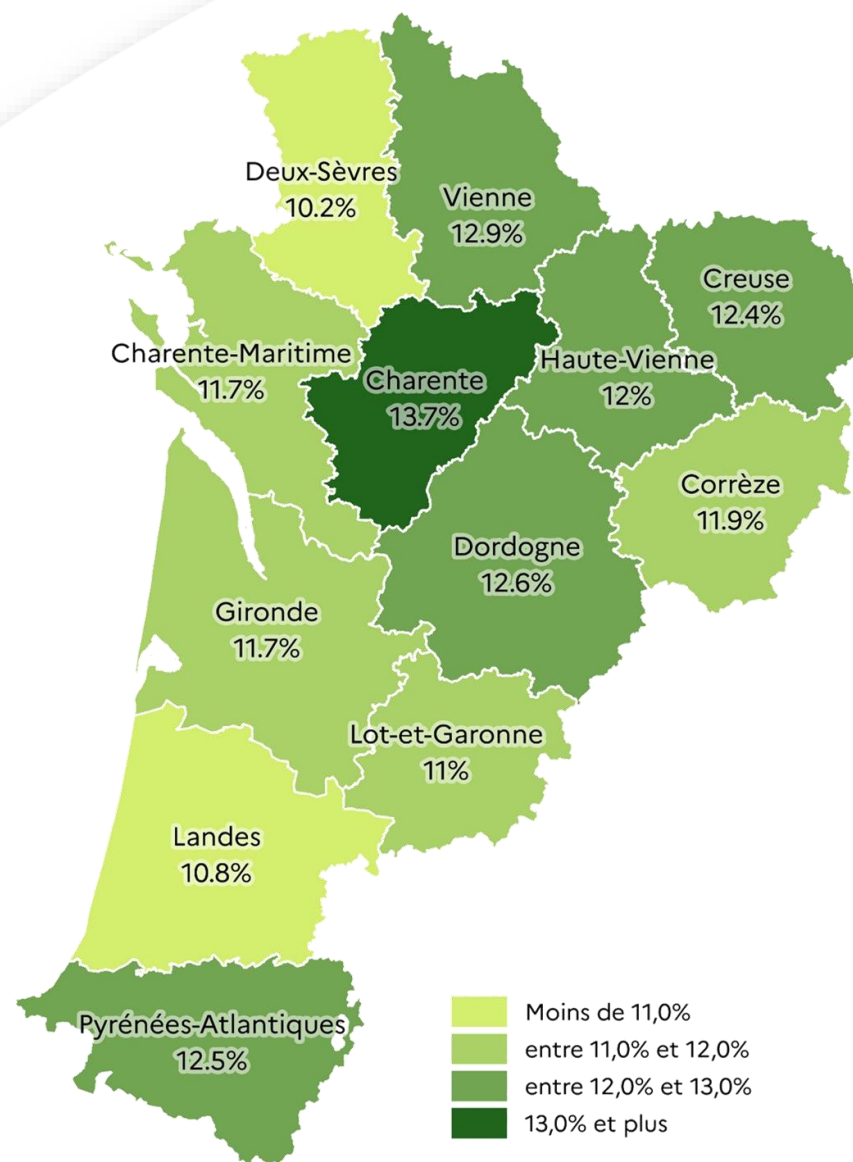 Deux-Sèvres
10.2%
Vienne
12.9%
Creuse
12.4%
Charente-Maritime
11.7%
Charente
13.7%
Haute-Vienne
12%
Corrèze
11.9%
Dordogne
12.6%
Gironde
11.7%
Lot-et-Garonne
11%
Landes
10.8%
Pyrénées-Atlantiques
12.5%
Moins de 11,0%
entre 11,0% et 12,0%
entre 12,0% et 13,0%
13,0% et plus